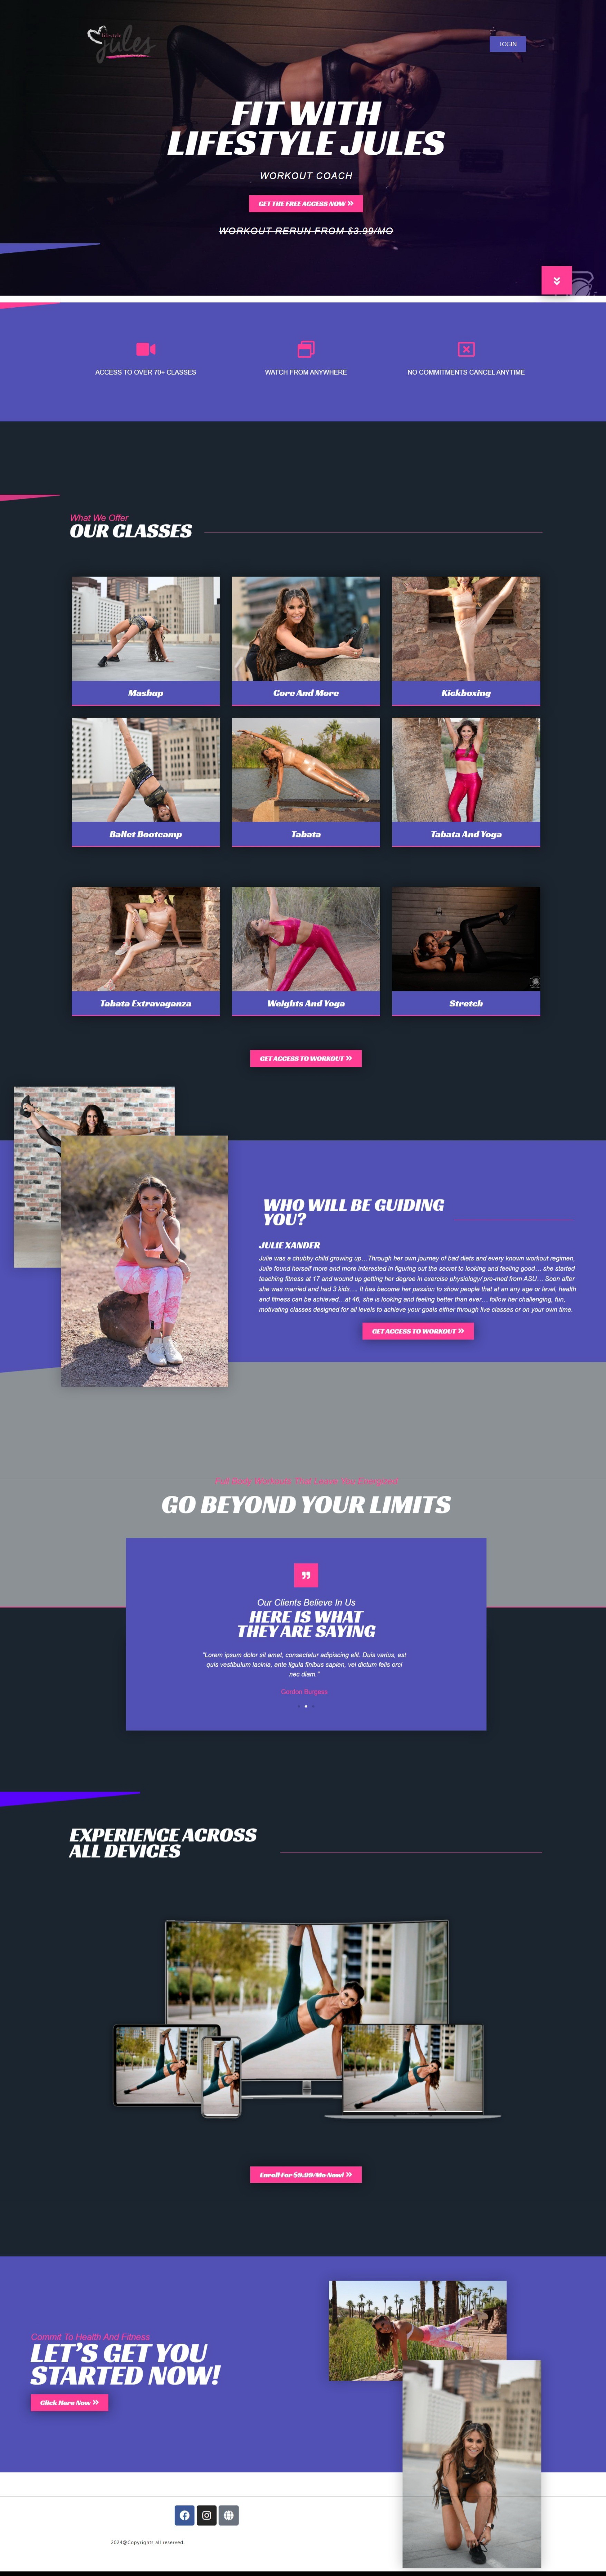 lifestyle
jules
LOGIN
FIT WITH
LIFESTYLE JULES
WORKOUT COACH
GET THE FREE ACCESS NOW
WORKOUT RERUN FROM $3.99/MO
ACCESS TO OVER 70+ CLASSES
WATCH FROM ANYWHERE
NO COMMITMENTS CANCEL ANYTIME
What We Offer
OUR CLASSES
Mashup
Core And More
Kickboxing
Ballet Bootcamp
Tabata
Tabata And Yoga
Tabata Extravaganza
Weights And Yoga
Stretch
GET ACCESS TO WORKOUT
WHO WILL BE GUIDING
YOU?
JULIE XANDER
Julie was a chubby child growing up…Through her own journey of bad diets and every known workout regimen,
Julie found herself more and more interested in figuring out the secret to looking and feeling good… she started
teaching fitness at 17 and wound up getting her degree in exercise physiology/ pre-med from ASU… Soon after
she was married and had 3 kids…. It has become her passion to show people that at any age or level, health
and fitness can be achieved…at 46, she is looking and feeling better than ever… follow her challenging, fun,
motivating classes designed for all levels to achieve your goals either through live classes or on your own time.
GET ACCESS TO WORKOUT
Full Body Workouts That Leave You Energized
GO BEYOND YOUR LIMITS
Our Clients Believe In Us
HERE IS WHAT
THEY ARE SAYING
"Lorem ipsum dolor sit amet, consectetur adipiscing elit. Duis varius, est
quis vestibulum lacinia, ante ligula finibus sapien, vel dictum felis orci
nec diam."
Gordon Burgess
EXPERIENCE ACROSS
ALL DEVICES
Enroll For $9.99/Mo Now!
Commit To Health And Fitness
LET'S GET YOU
STARTED NOW!
Click Here Now
2024@Copyrights all reserved.